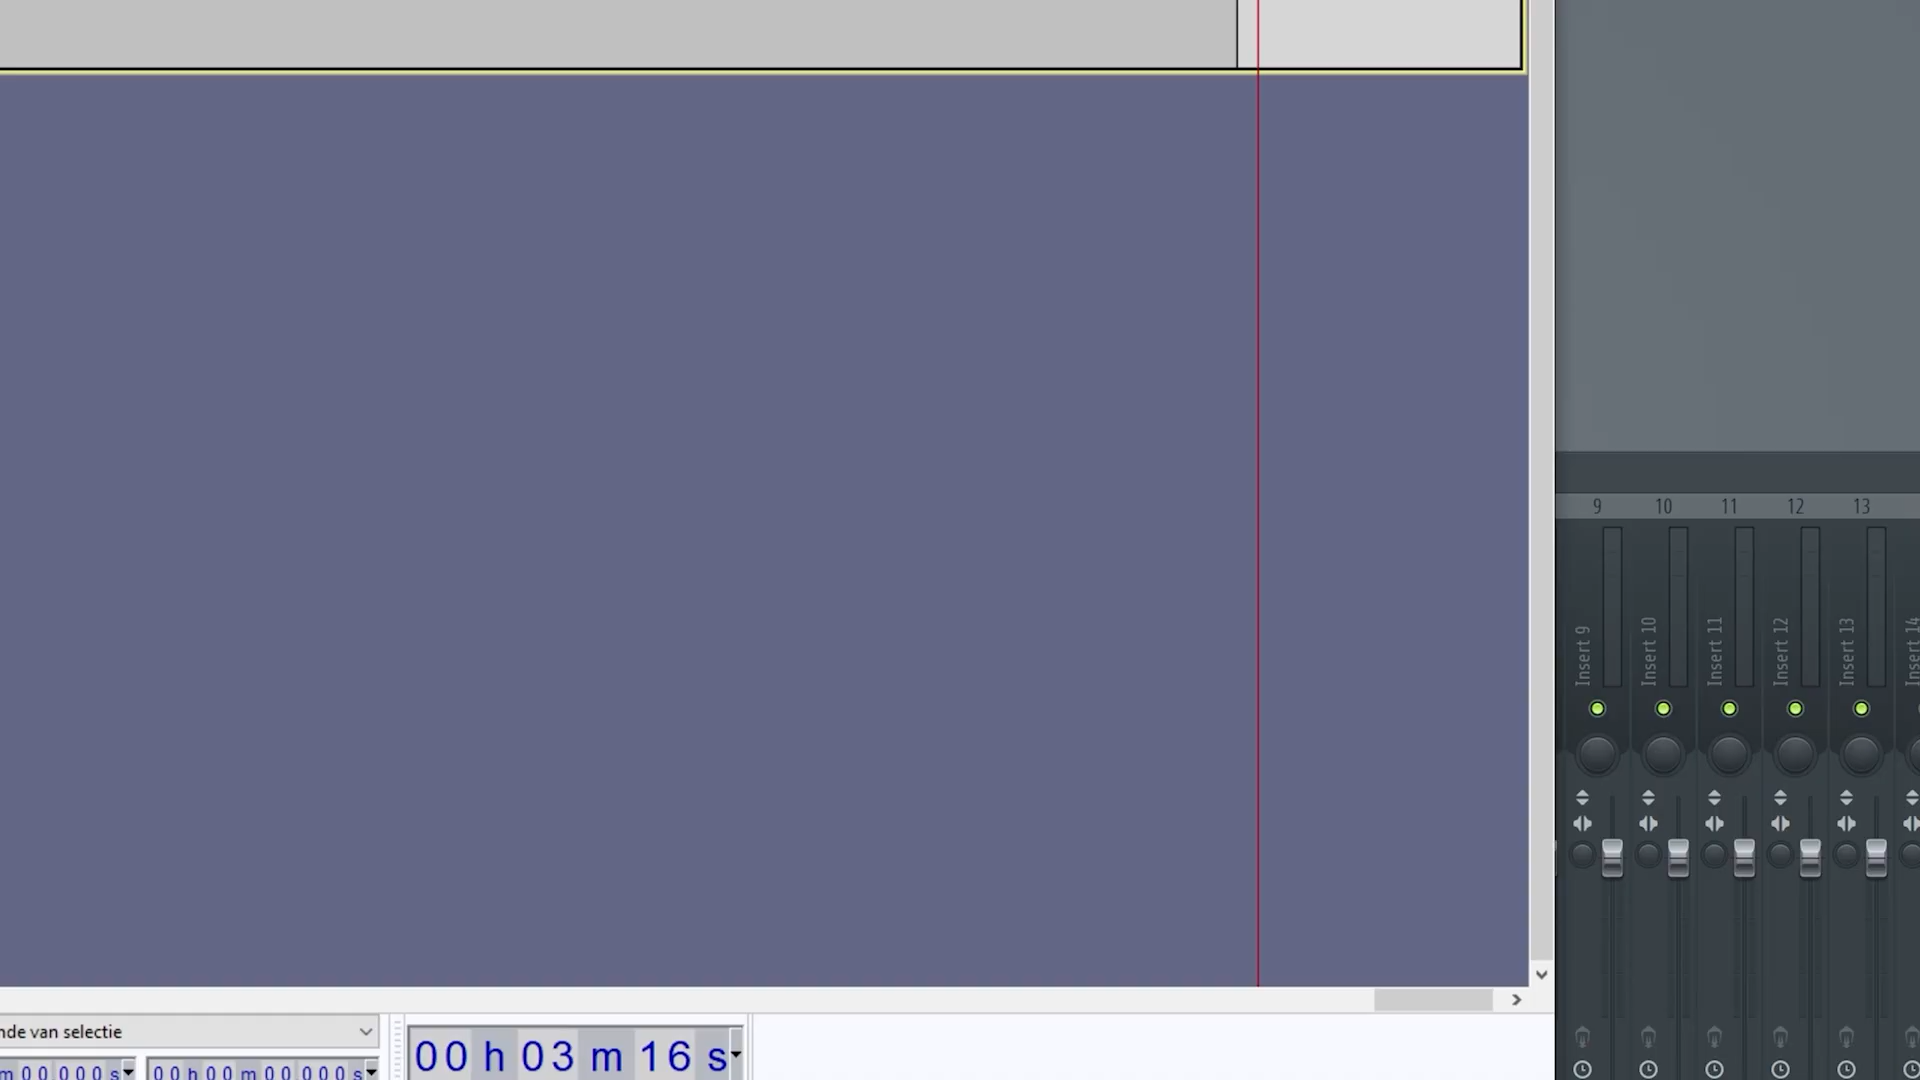 9 10 11 12 13
Insert 9
Insert 10
Insert 11
Insert 12
Insert 13
Insert 14
nde van selectie
m 00.000 s
00 h 00 m 00.000 s
00 h 03 m 16 s